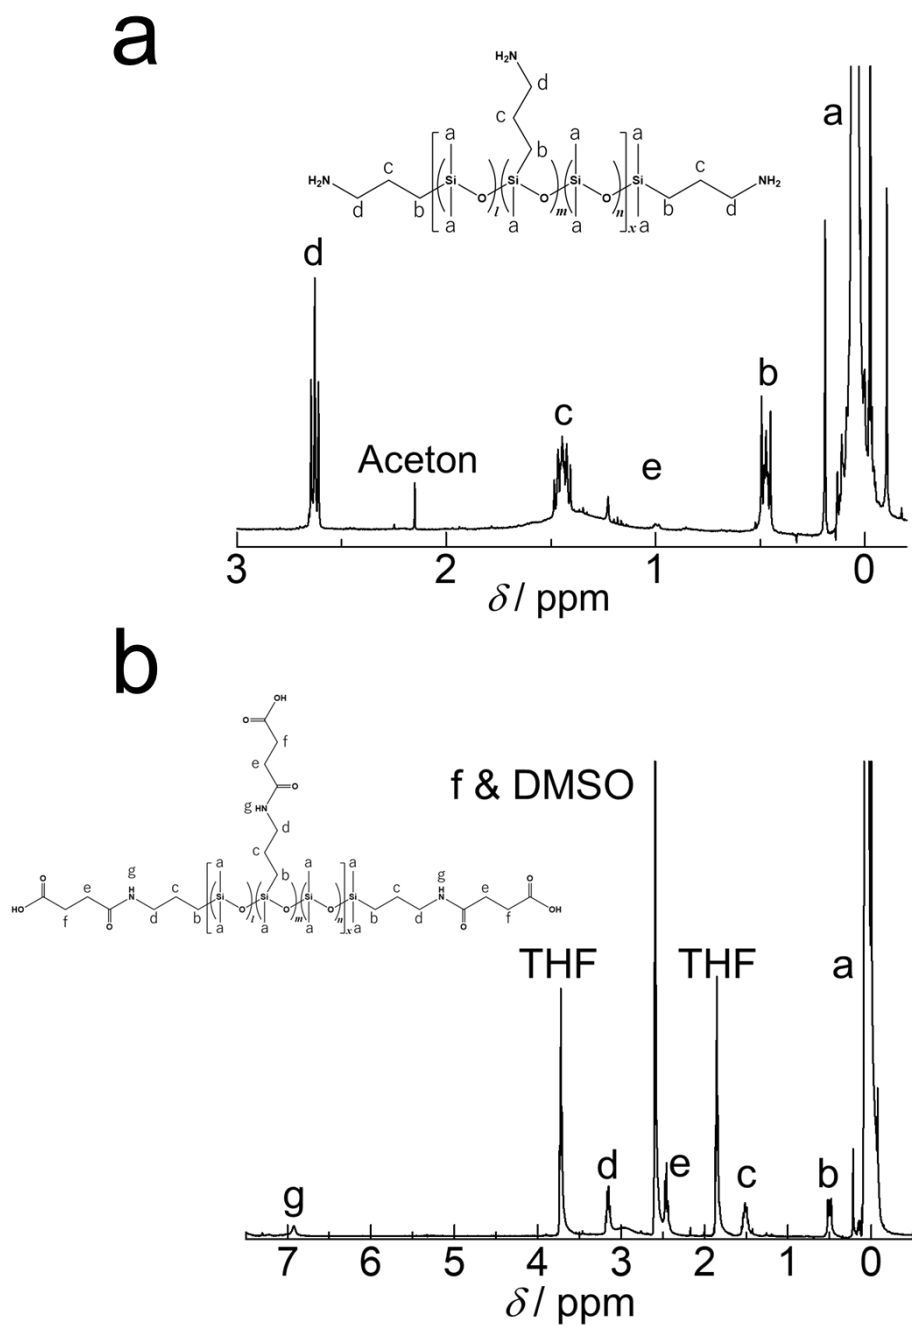 a
H₂N
d
c
b
a a a
H₂N c Si O l Si O m Si O n Si c NH₂
d b a a a x a b d
a
d
b
c
Aceton
e
3 2 1 0
δ / ppm
b
OH
O
f
e
O
g HN
d
c
b
f & DMSO
O g a a a g O
HO e N H c Si O l Si O m Si O n Si c H N e OH
f O d b a a a x a b d O f
THF THF a
g d e c b
7 6 5 4 3 2 1 0
δ / ppm